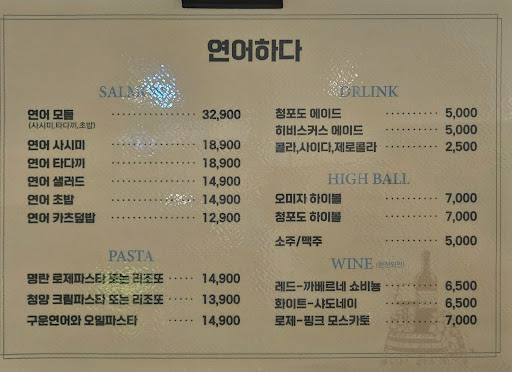 연어하다
SALMON
연어 모듬 32,900
(사시미,타다끼,초밥)
연어 사시미 18,900
연어 타다끼 18,900
연어 샐러드 14,900
연어 초밥 14,900
연어 카츠덮밥 12,900
PASTA
명란 로제파스타 또는 리조또 14,900
청양 크림파스타 또는 리조또 13,900
구운연어와 오일파스타 14,900
DRLINK
청포도 에이드 5,000
히비스커스 에이드 5,000
콜라,사이다,제로콜라 2,500
HIGH BALL
오미자 하이볼 7,000
청포도 하이볼 7,000
소주/맥주 5,000
WINE
레드-까베르네 쇼비뇽 6,500
화이트-샤도네이 6,500
로제-핑크 모스카토 7,000